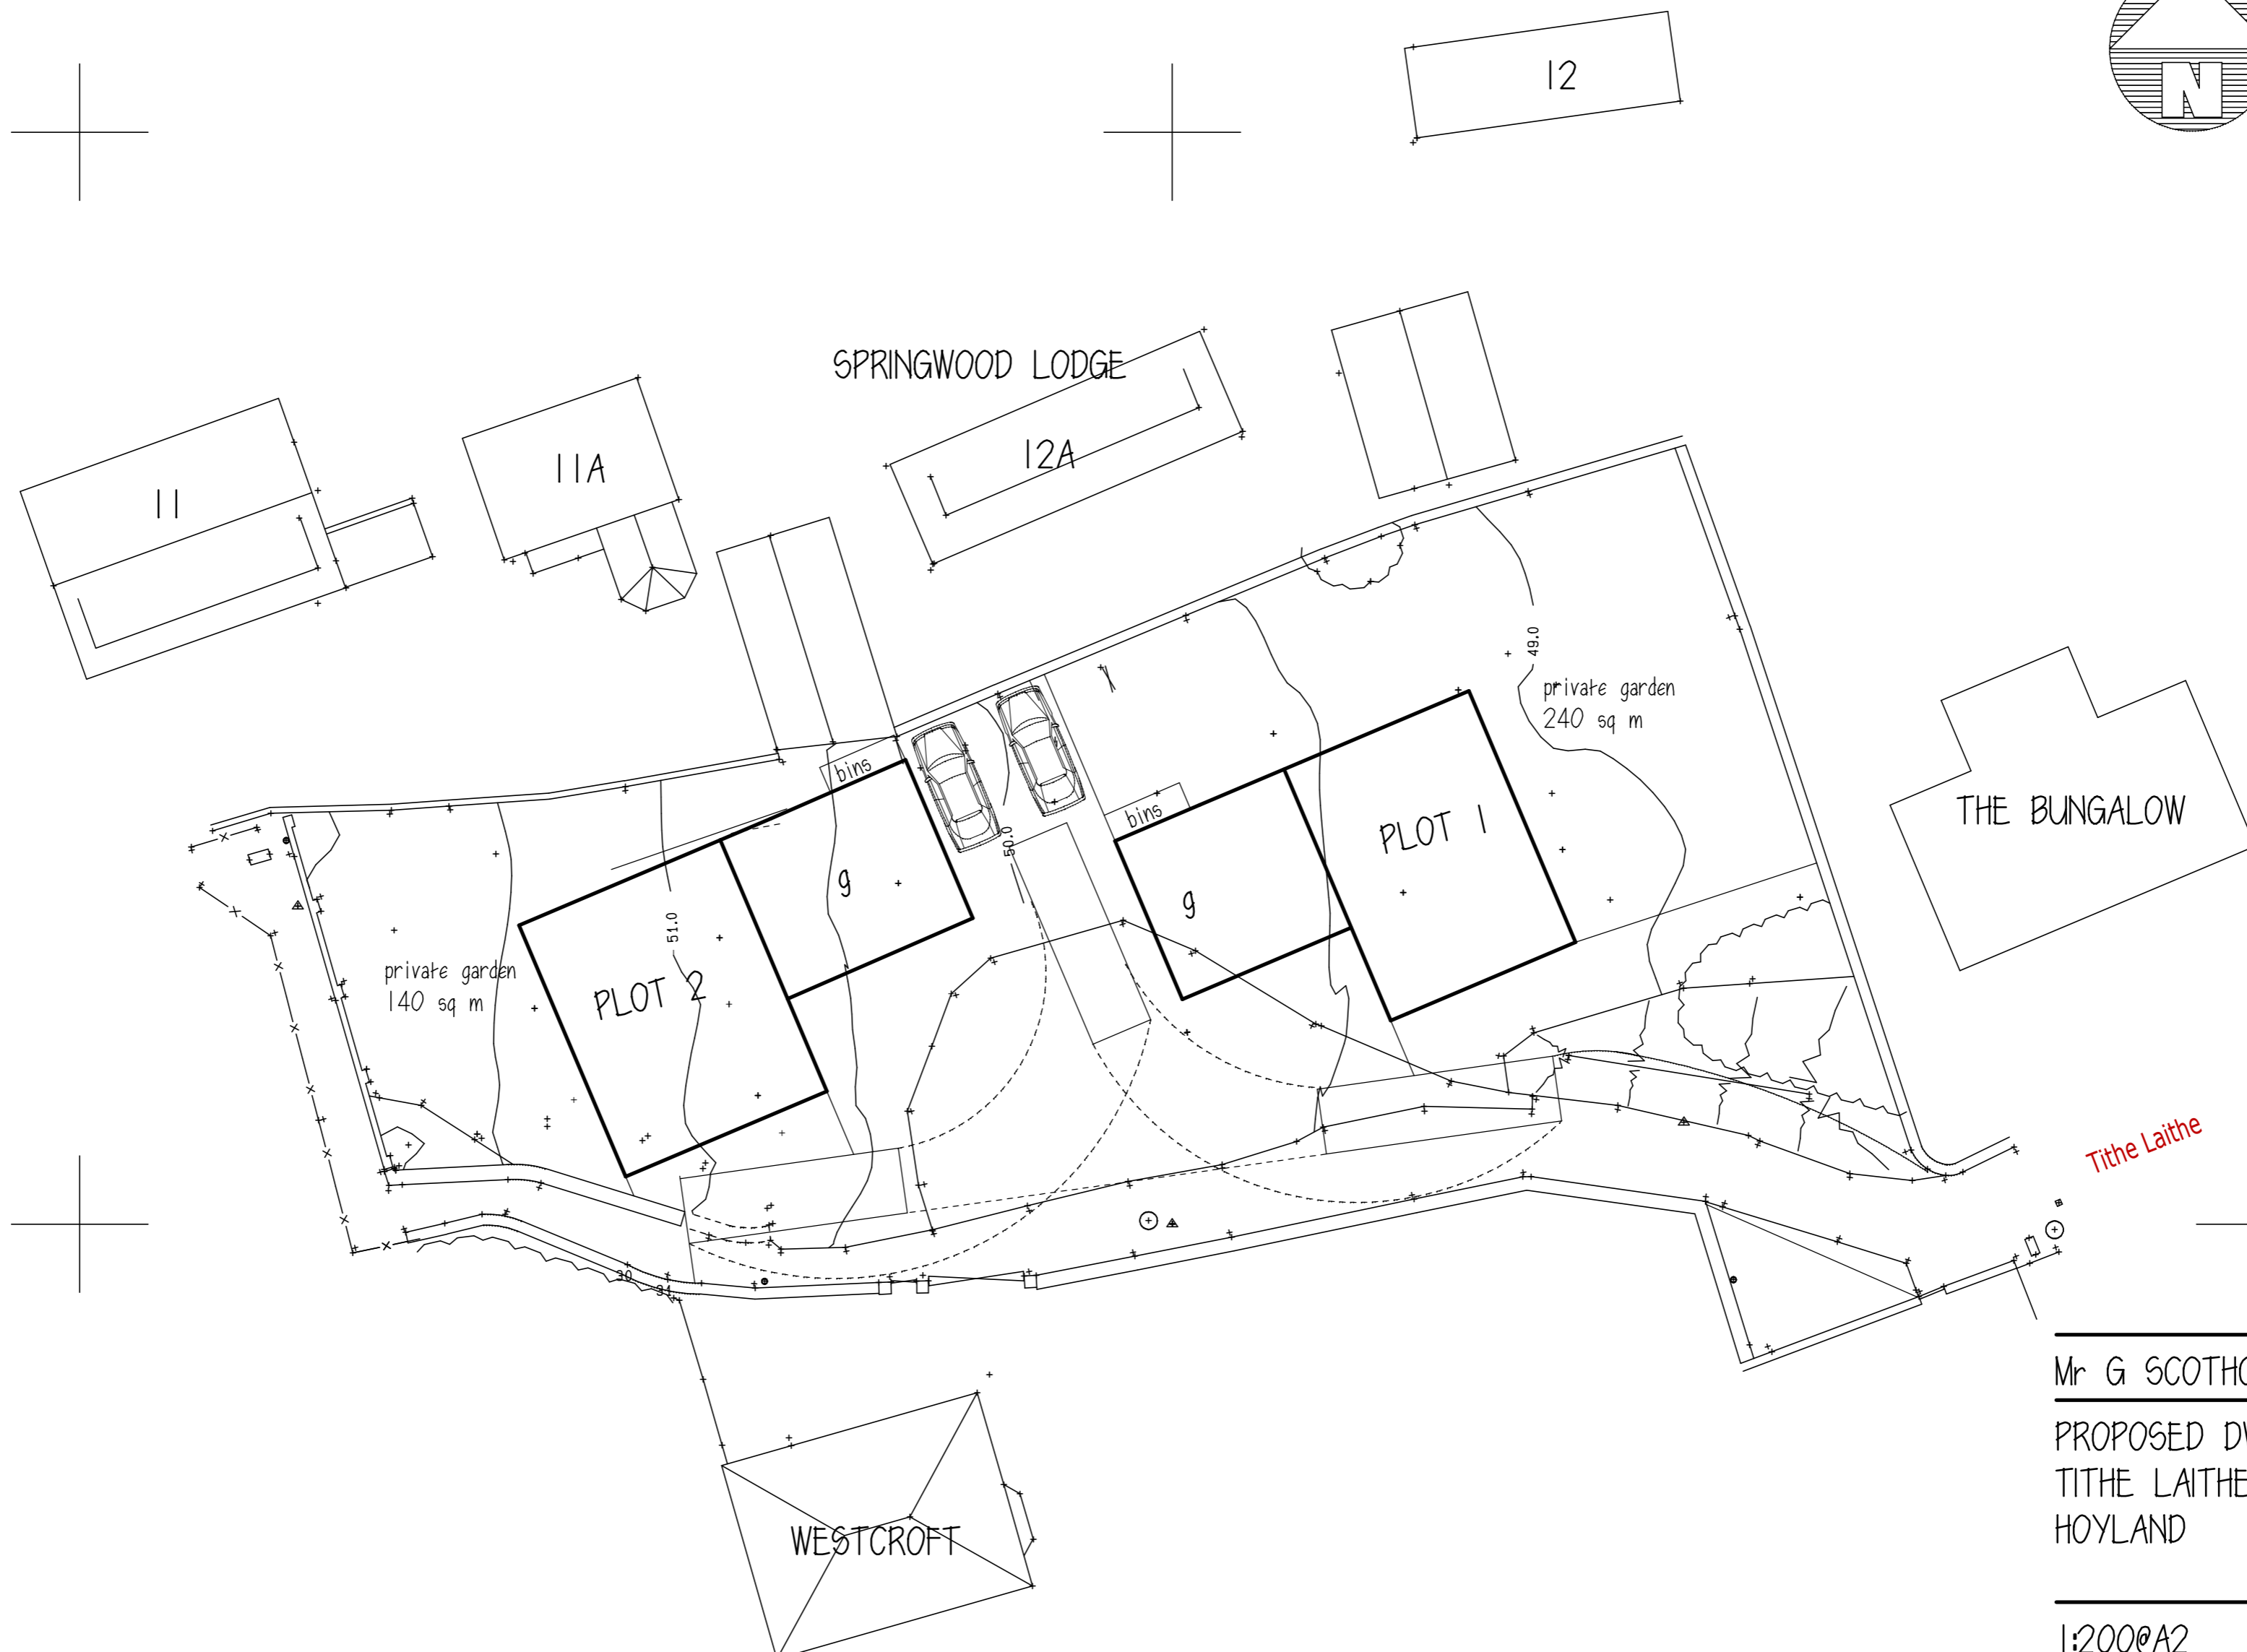 N
12
SPRINGWOOD LODGE
11
11A
12A
49.0
private garden
240 sq m
bins
bins
PLOT 1
THE BUNGALOW
50.0
g
g
51.0
private garden
140 sq m
PLOT 2
Tithe Laithe
30
31
Mr G SCOTHO
PROPOSED DW
TITHE LAITHE
HOYLAND
WESTCROFT
1:200@A2